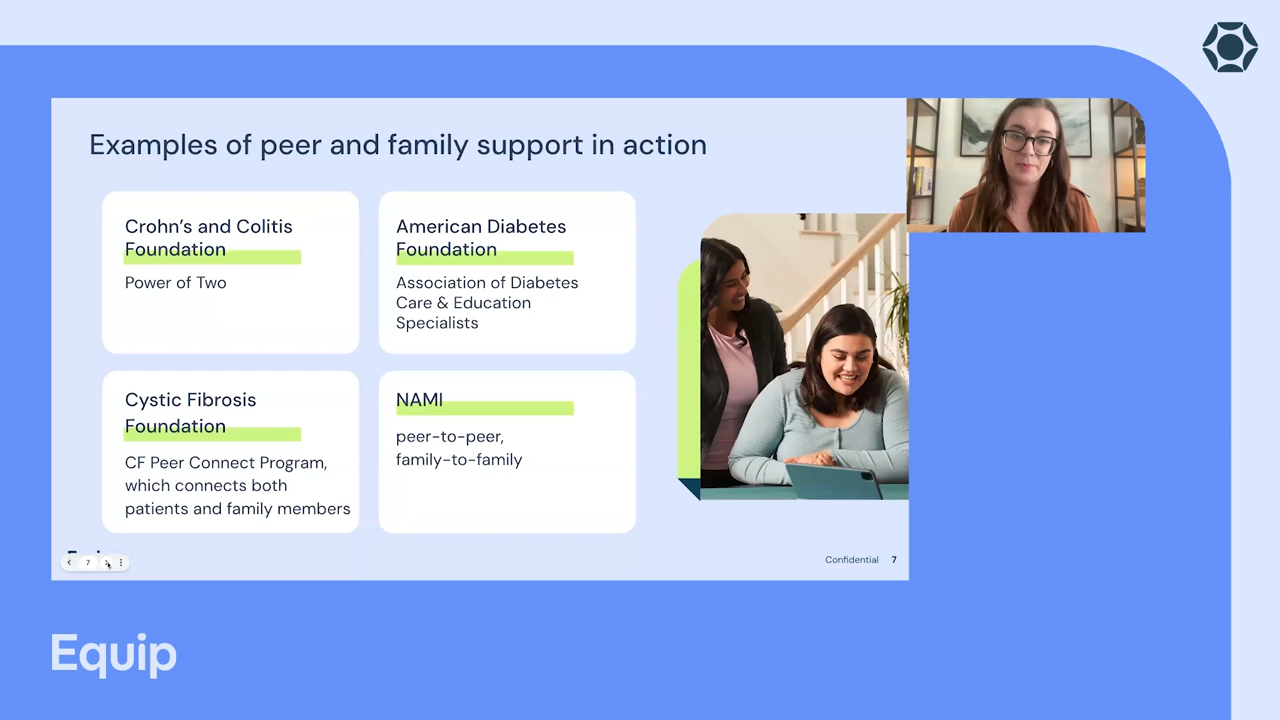 Examples of peer and family support in action
Crohn's and Colitis
Foundation
Power of Two
American Diabetes
Foundation
Association of Diabetes
Care & Education
Specialists
Cystic Fibrosis
Foundation
CF Peer Connect Program,
which connects both
patients and family members
NAMI
peer-to-peer,
family-to-family
7
Confidential 7
Equip